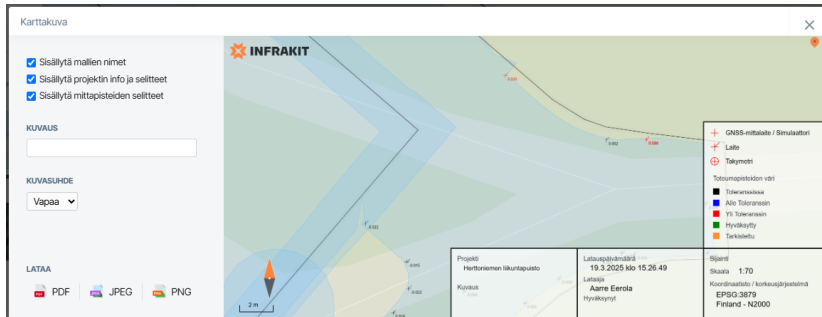 Karttakuva
Sisällytä mallien nimet
Sisällytä projektin info ja selitteet
Sisällytä mittapisteiden selitteet
KUVAUS
KUVASUHDE
Vapaa
LATAA
PDF
JPEG
PNG
INFRAKIT
2 m
GNSS-mittalaite / Simulaattori
Laite
Takymetri
Toteumapisteiden väri
Toleranssissa
Alle Toleranssin
Yli Toleranssin
Hyväksytty
Tarkistettu
Projekti
Herttoniemen liikuntapuisto
Kuvaus
Latauspäivämäärä
19.3.2025 klo 15.26.49
Lataaja
Aarre Eerola
Hyväksynyt
Sijainti
Skaala 1:70
Koordinaatisto / korkeusjärjestelmä
EPSG:3879
Finland - N2000